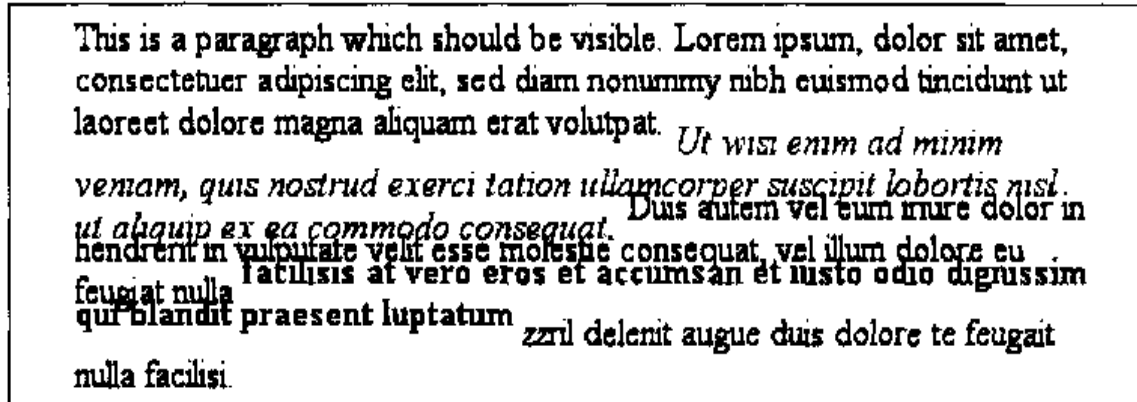 This is a paragraph which should be visible. Lorem ipsum, dolor sit amet,
consectetuer adipiscing elit, sed diam nonummy nibh euismod tincidunt ut
laoreet dolore magna aliquam erat volutpat.
Ut wisi enim ad minim
veniam, quis nostrud exerci tation ullamcorper suscipit lobortis nisl
ut aliquip ex ea commodo consequat.
Duis autem vel eum iriure dolor in
hendrerit in vulputate velit esse molestie consequat, vel illum dolore eu
feugiat nulla
facilisis at vero eros et accumsan et iusto odio dignissim
qui blandit praesent luptatum
zzril delenit augue duis dolore te feugait
nulla facilisi.